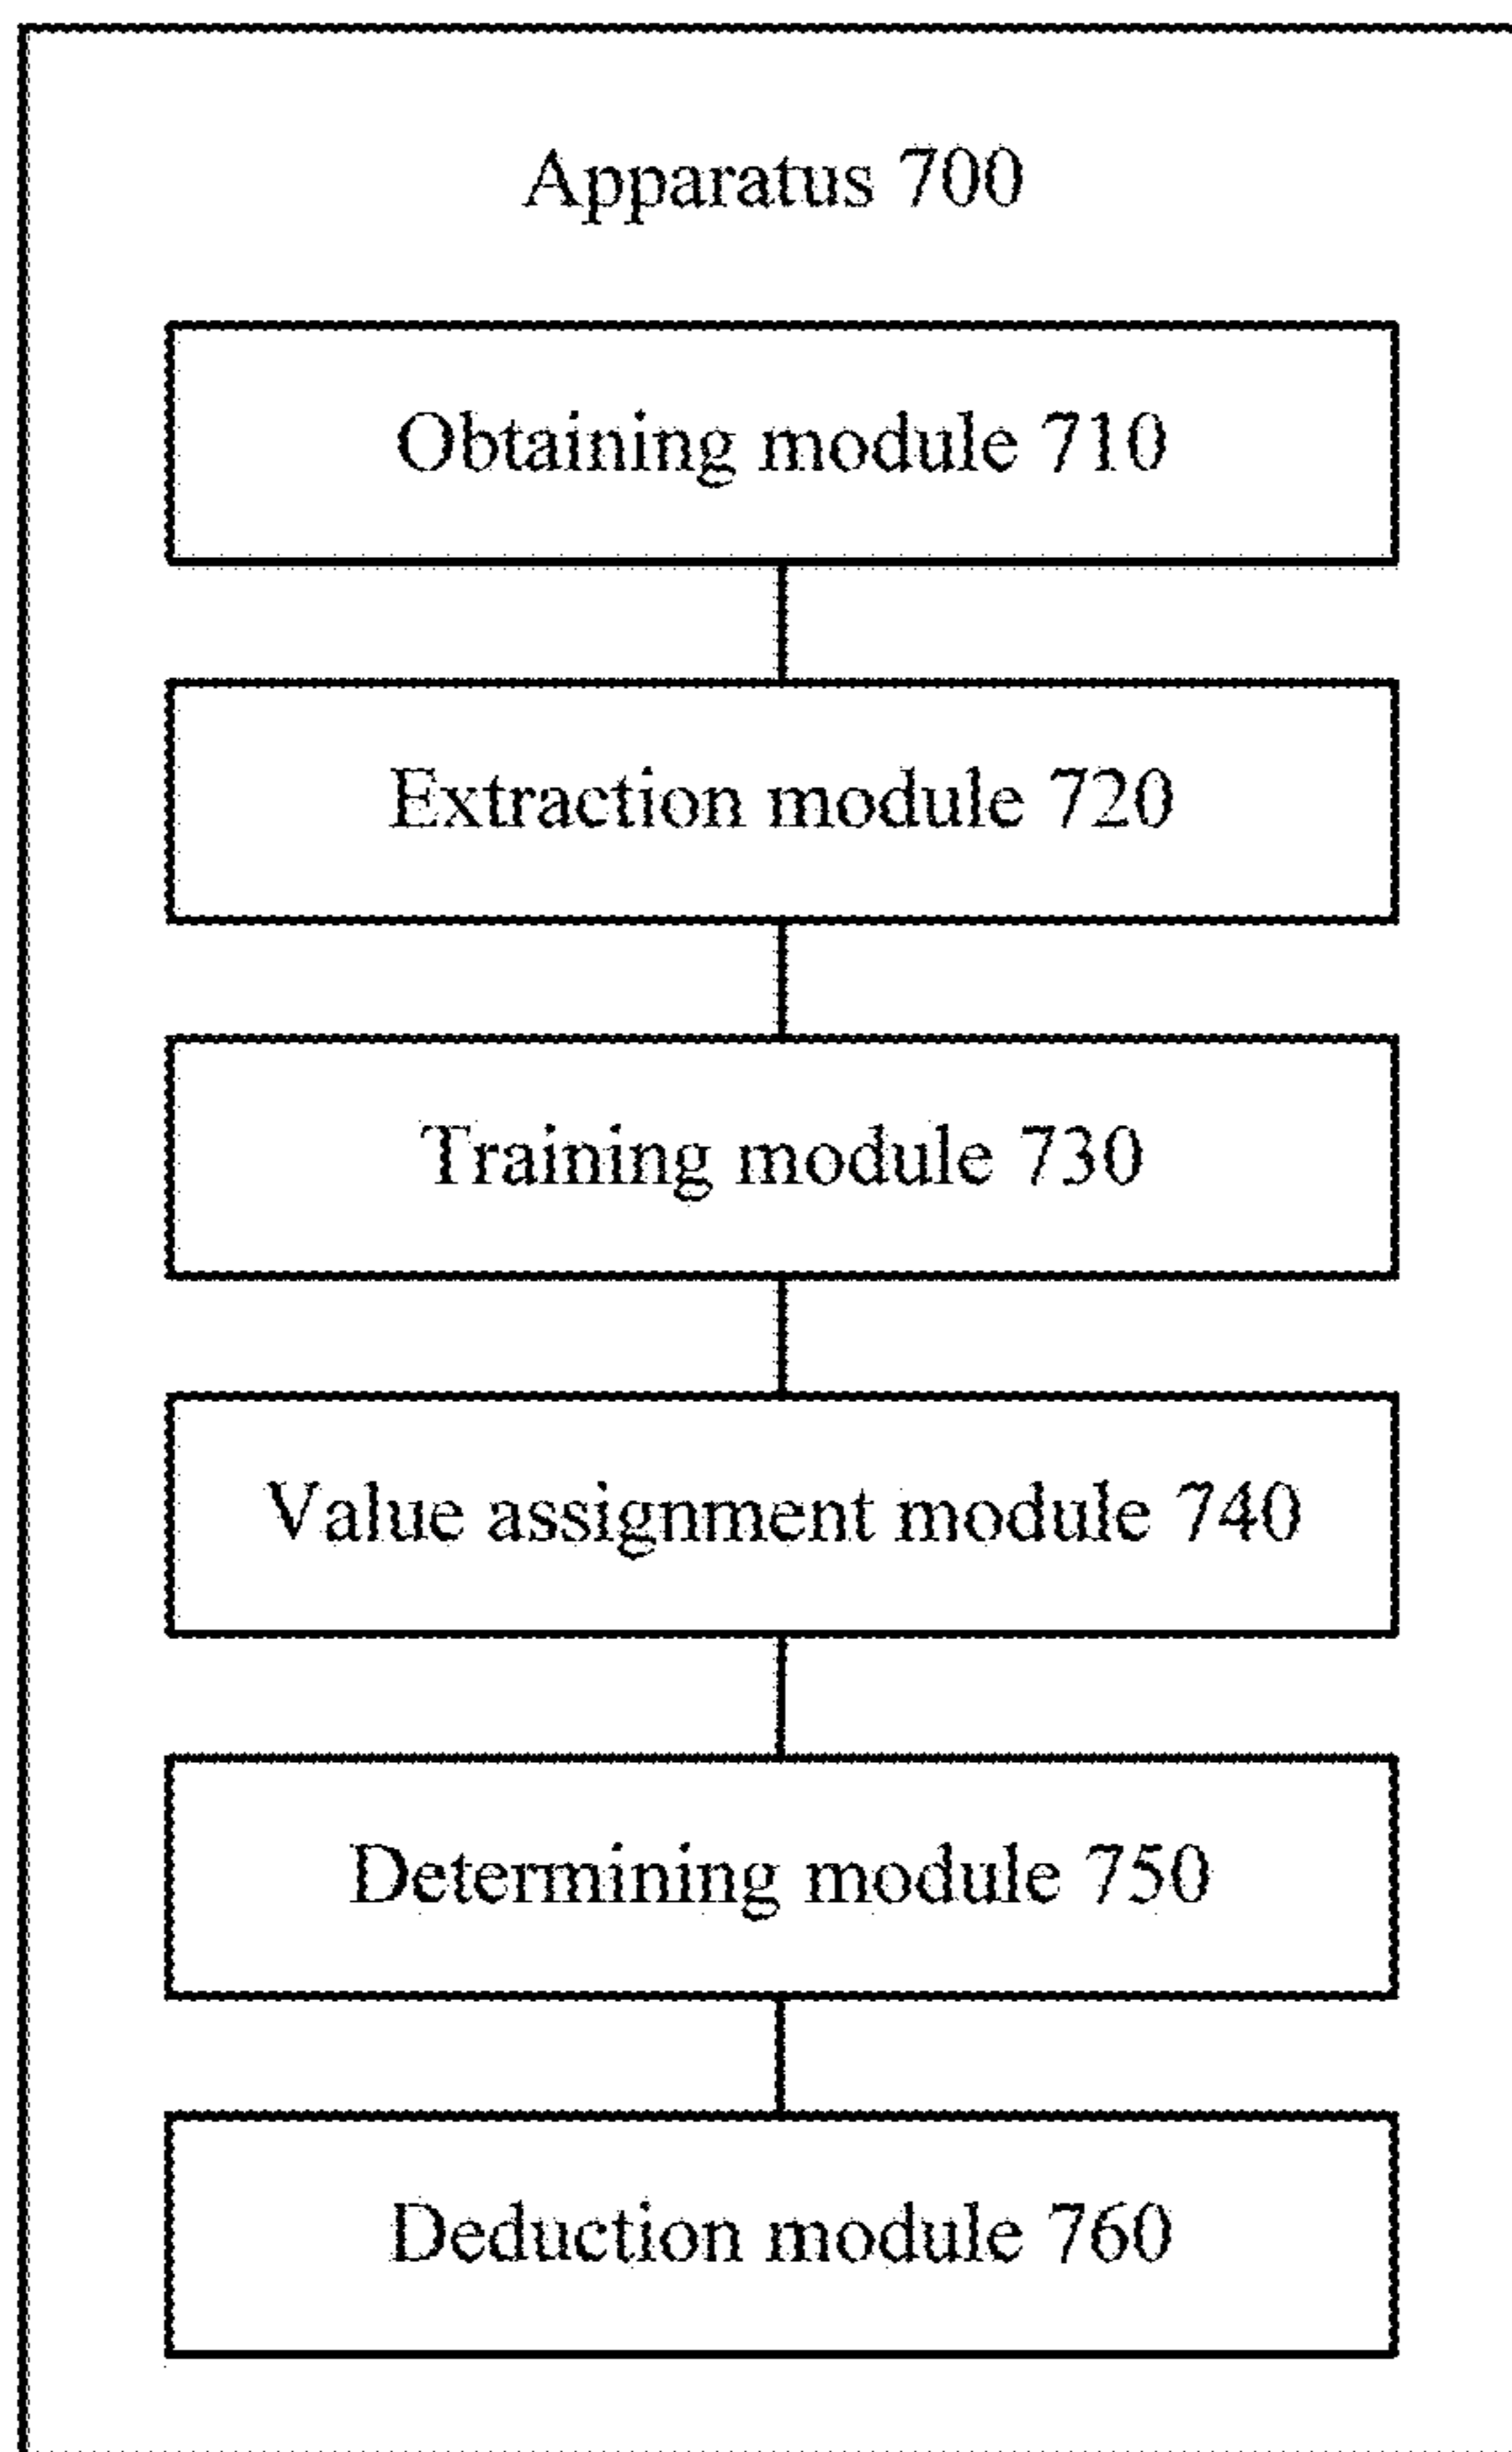 Apparatus 700
Obtaining module 710
Extraction module 720
Training module 730
Value assignment module 740
Determining module 750
Deduction module 760